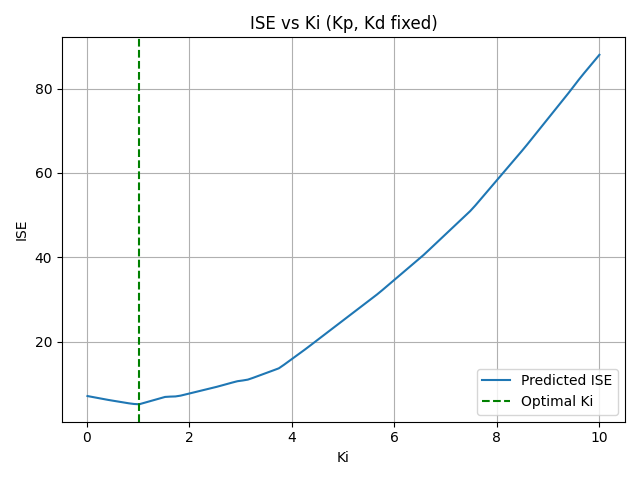 ISE vs Ki (Kp, Kd fixed)
80
60
40
20
ISE
0 2 4 6 8 10
Ki
Predicted ISE
Optimal Ki